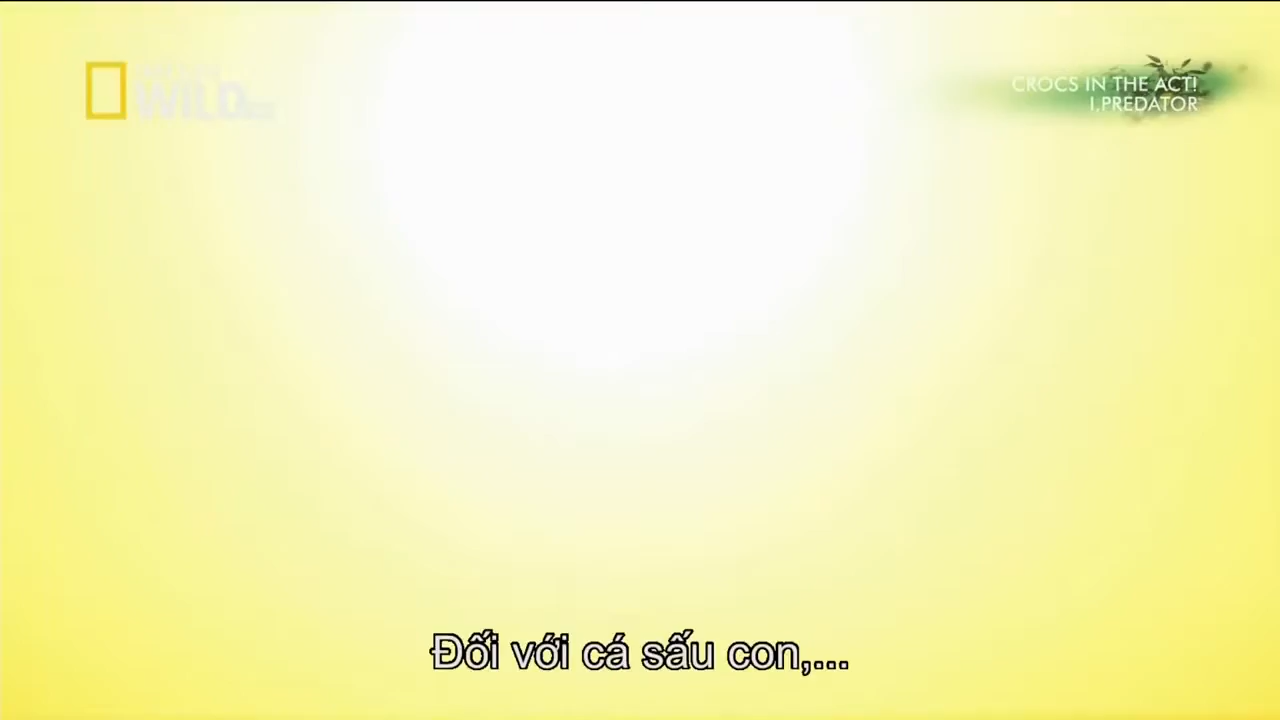 WILD
CROCS IN THE ACT!
I,PREDATOR
Đối với cá sấu con,...